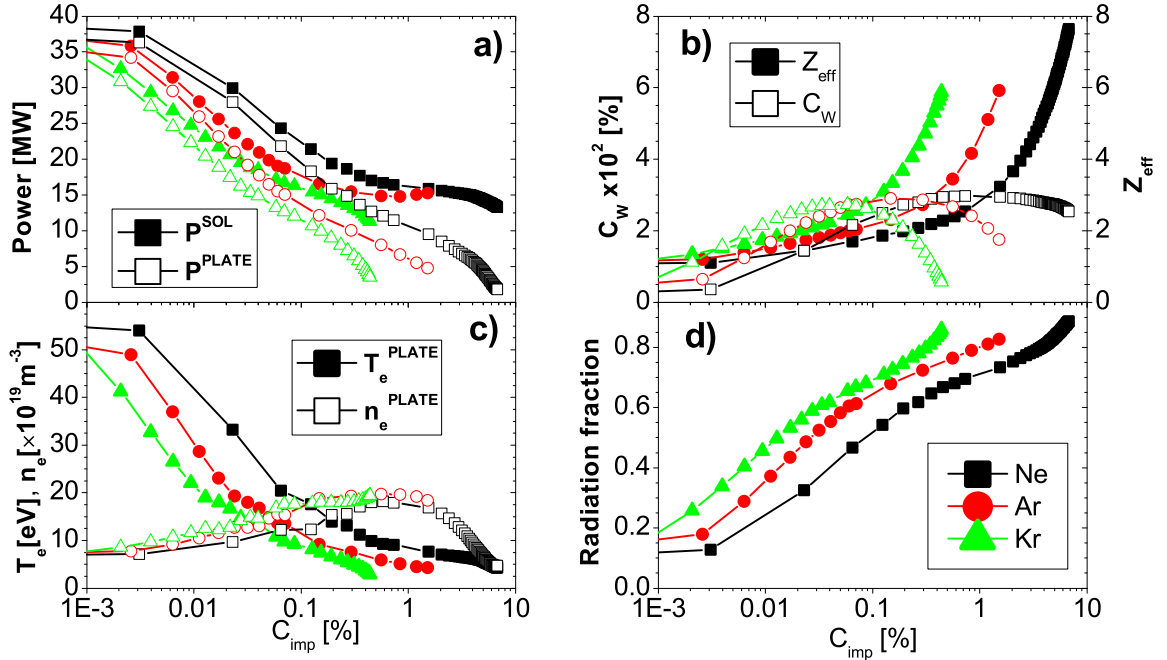 a)
40
35
30
25
20
15
10
5
0
Power [MW]
P^SOL
P^PLATE
b)
8
6
4
2
0
C_W x10^2 [%]
Z_eff
C_W
8
6
4
2
0
Z_eff
c)
50
40
30
20
10
0
T_e[eV], n_e[×10^19m^-3]
T_e^PLATE
n_e^PLATE
1E-3
0.01
0.1
1
10
C_imp [%]
d)
0.8
0.6
0.4
0.2
0.0
Radiation fraction
Ne
Ar
Kr
1E-3
0.01
0.1
1
10
C_imp [%]